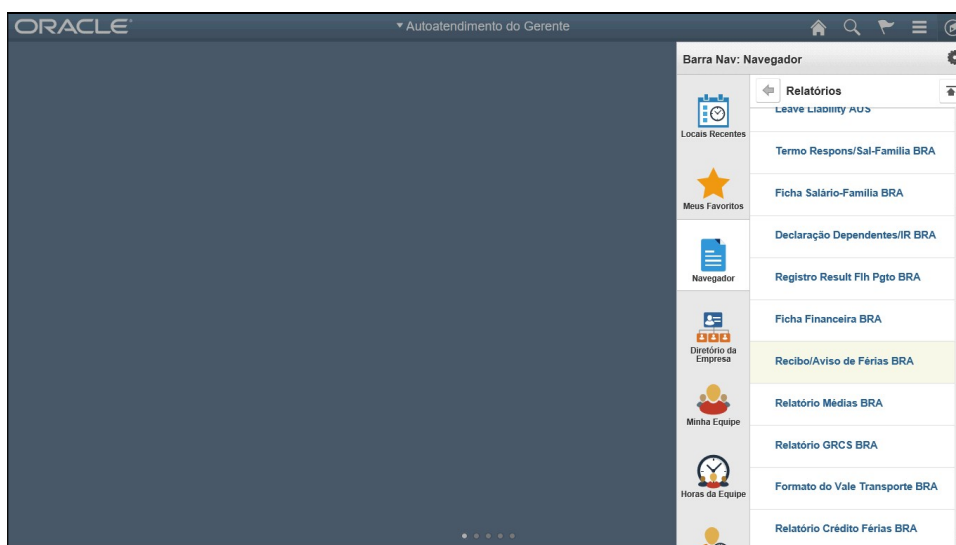 ORACLE
Autoatendimento do Gerente
Barra Nav: Navegador
Relatórios
Locais Recentes
Meus Favoritos
Navegador
Diretório da
Empresa
Minha Equipe
Horas da Equipe
Leave Liability AUS
Termo Respons/Sal-Família BRA
Ficha Salário-Família BRA
Declaração Dependentes/IR BRA
Registro Result Flh Pgto BRA
Ficha Financeira BRA
Recibo/Aviso de Férias BRA
Relatório Médias BRA
Relatório GRCS BRA
Formato do Vale Transporte BRA
Relatório Crédito Férias BRA